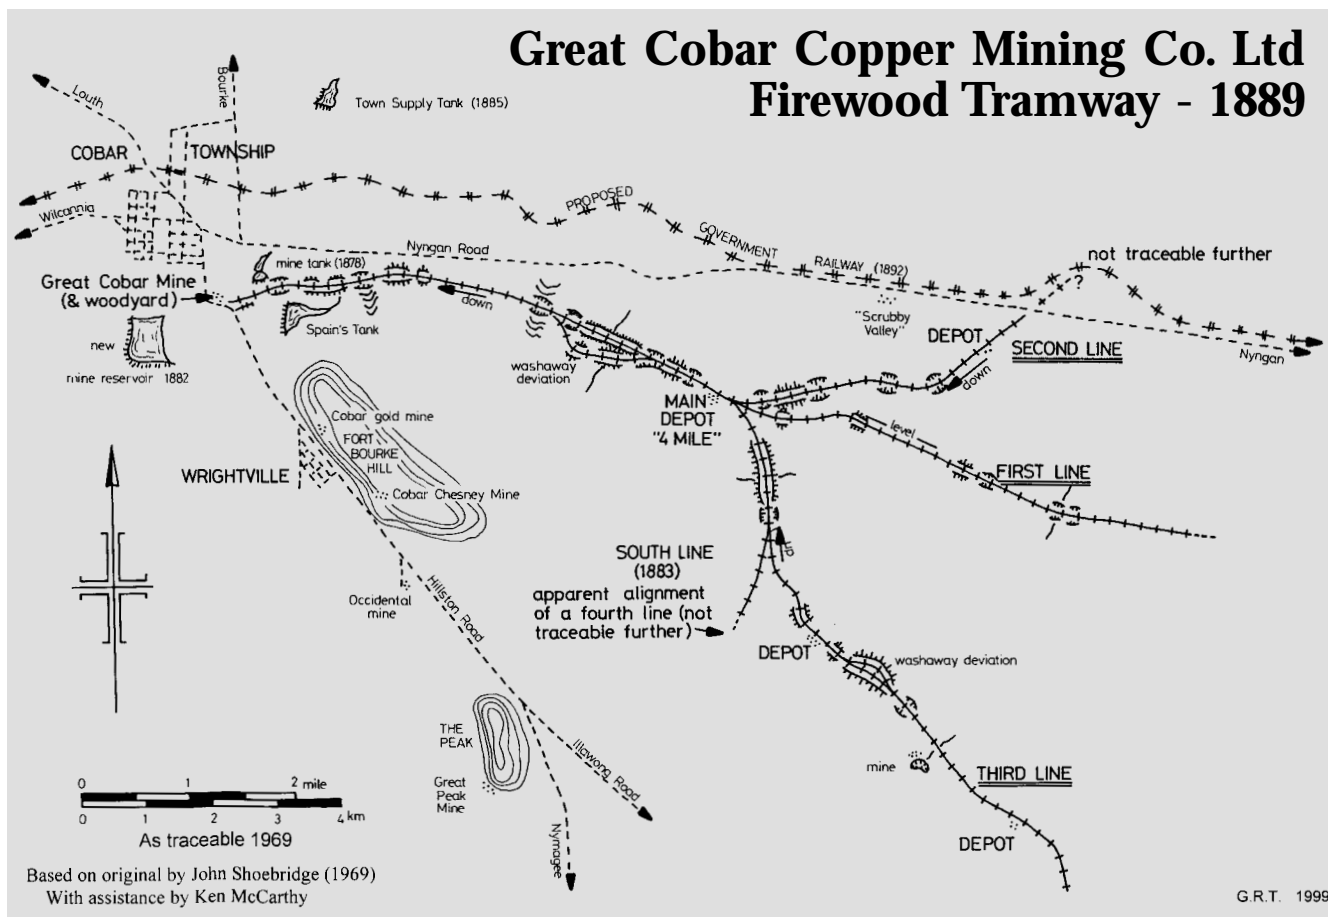 Great Cobar Copper Mining Co. Ltd
Firewood Tramway - 1889
Louth
Bourke
Town Supply Tank (1885)
COBAR
TOWNSHIP
Wilcannia
PROPOSED
GOVERNMENT
RAILWAY (1892)
Nyngan Road
not traceable further
?
mine tank (1878)
Great Cobar Mine
(& woodyard)
down
Spain's Tank
"Scrubby
Valley"
DEPOT
SECOND LINE
Nyngan
new
mine reservoir 1882
washaway
deviation
down
MAIN
DEPOT
"4 MILE"
Cobar gold mine
FORT
BOURKE
HILL
level
WRIGHTVILLE
FIRST LINE
Cobar Chesney Mine
SOUTH LINE
(1883)
up
apparent alignment
of a fourth line (not
traceable further)
Occidental
mine
Hillston Road
DEPOT
washaway deviation
THE
PEAK
Illawong Road
mine
THIRD LINE
Great
Peak
Mine
DEPOT
Nymagee
0 1 2 mile
0 1 2 3 4 km
As traceable 1969
Based on original by John Shoebridge (1969)
With assistance by Ken McCarthy
G.R.T. 1999